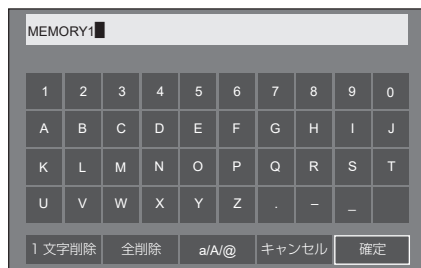 MEMORY1
1 2 3 4 5 6 7 8 9 0
A B C D E F G H I J
K L M N O P Q R S T
U V W X Y Z . – _
1 文字削除 全削除 a/A/@ キャンセル 確定